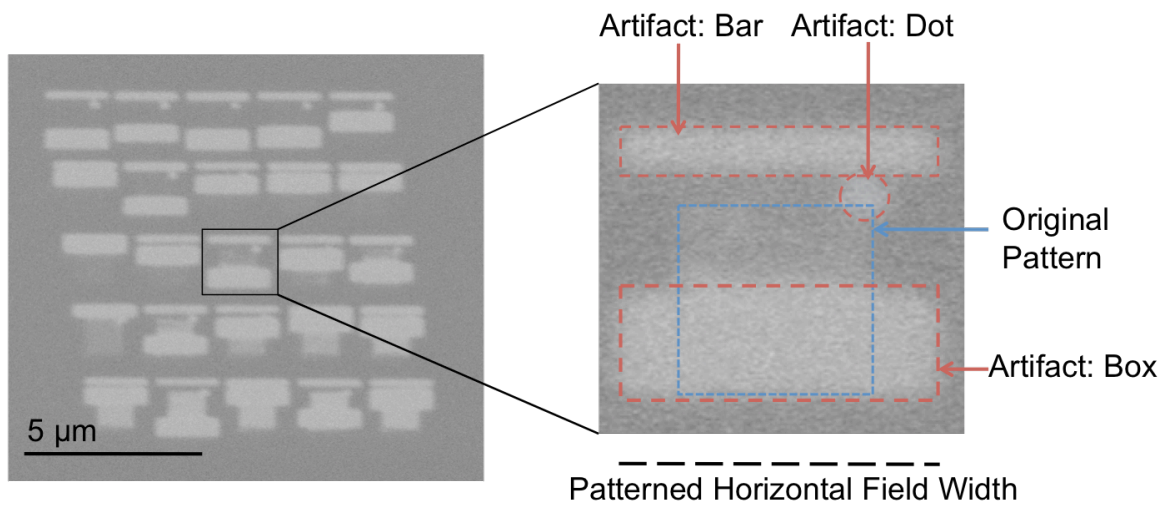 Artifact: Bar
Artifact: Dot
Original
Pattern
Artifact: Box
5 µm
Patterned Horizontal Field Width